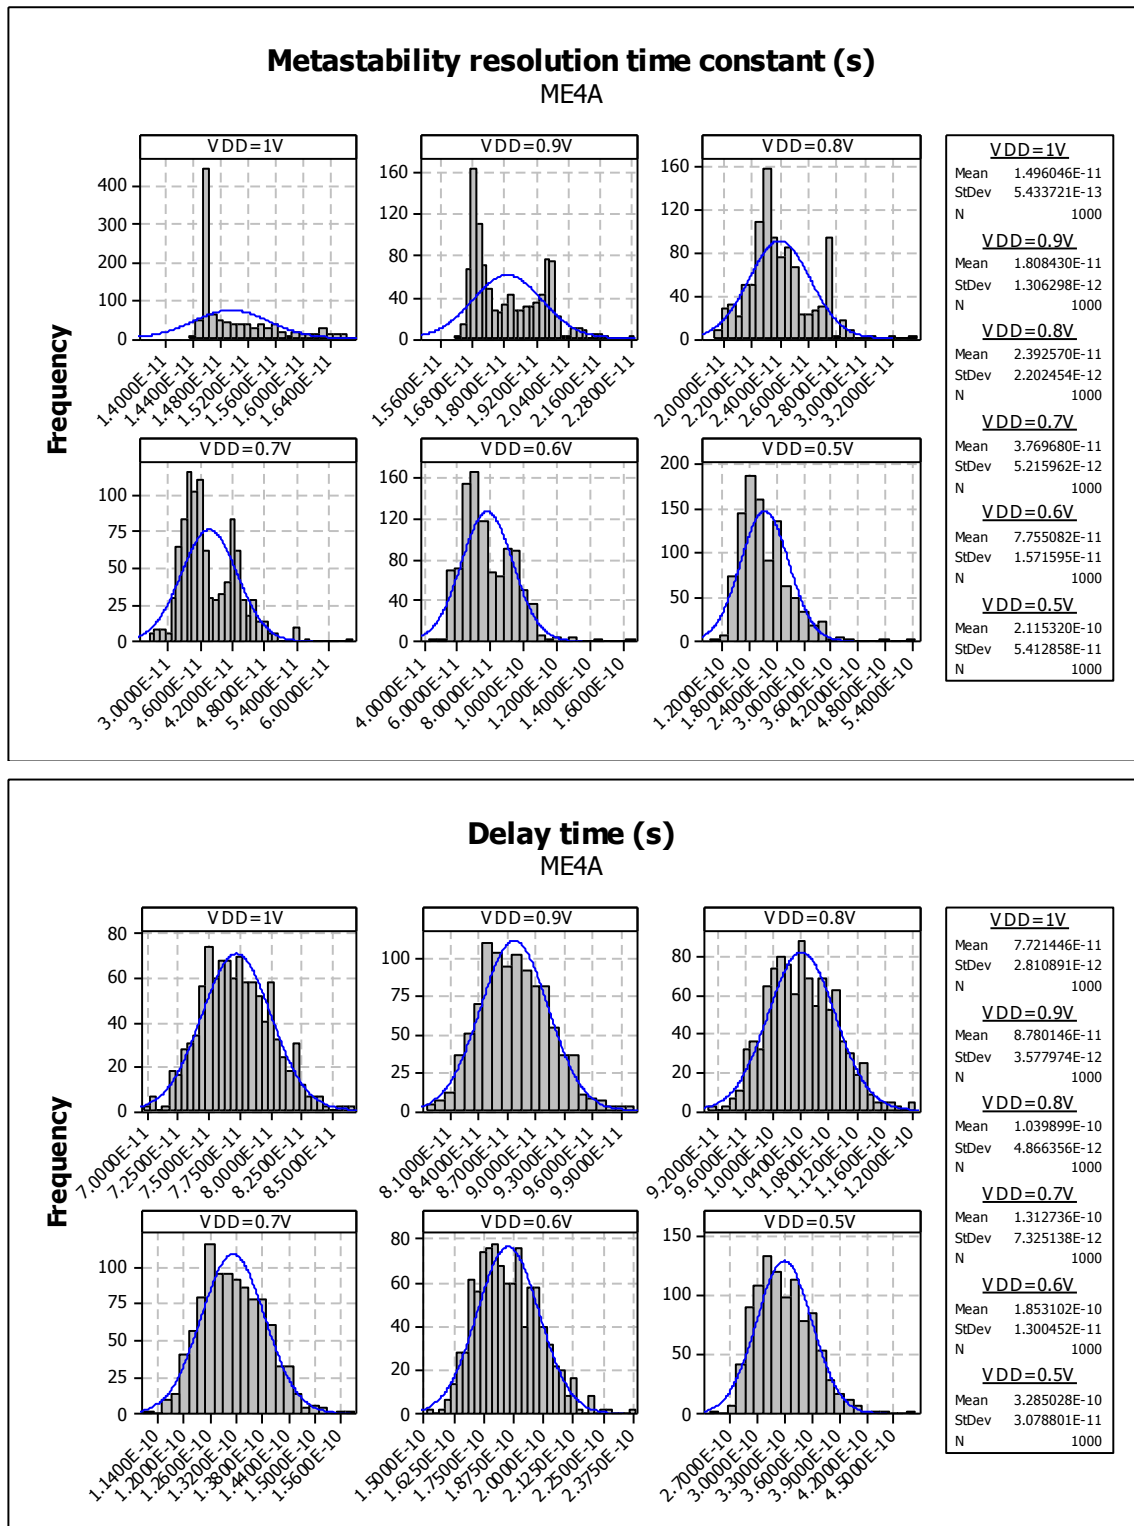 Metastability resolution time constant (s)
ME4A
Frequency
VDD=1V
400
300
200
100
0
1.4000E-11
1.4400E-11
1.4800E-11
1.5200E-11
1.5600E-11
1.6000E-11
1.6400E-11
VDD=0.9V
160
120
80
40
0
1.5600E-11
1.6800E-11
1.8000E-11
1.9200E-11
2.0400E-11
2.1600E-11
2.2800E-11
VDD=0.8V
160
120
80
40
0
2.0000E-11
2.2000E-11
2.4000E-11
2.6000E-11
2.8000E-11
3.0000E-11
3.2000E-11
VDD=0.7V
100
75
50
25
0
3.0000E-11
3.6000E-11
4.2000E-11
4.8000E-11
5.4000E-11
6.0000E-11
VDD=0.6V
160
120
80
40
0
4.0000E-11
6.0000E-11
8.0000E-11
1.0000E-10
1.2000E-10
1.4000E-10
1.6000E-10
VDD=0.5V
200
150
100
50
0
1.2000E-10
1.8000E-10
2.4000E-10
3.0000E-10
3.6000E-10
4.2000E-10
4.8000E-10
5.4000E-10
VDD=1V
Mean 1.496046E-11
StDev 5.433721E-13
N 1000
VDD=0.9V
Mean 1.808430E-11
StDev 1.306298E-12
N 1000
VDD=0.8V
Mean 2.392570E-11
StDev 2.202454E-12
N 1000
VDD=0.7V
Mean 3.769680E-11
StDev 5.215962E-12
N 1000
VDD=0.6V
Mean 7.755082E-11
StDev 1.571595E-11
N 1000
VDD=0.5V
Mean 2.115320E-10
StDev 5.412858E-11
N 1000
Delay time (s)
ME4A
Frequency
VDD=1V
80
60
40
20
0
7.0000E-11
7.2500E-11
7.5000E-11
7.7500E-11
8.0000E-11
8.2500E-11
8.5000E-11
VDD=0.9V
100
75
50
25
0
8.1000E-11
8.4000E-11
8.7000E-11
9.0000E-11
9.3000E-11
9.6000E-11
9.9000E-11
VDD=0.8V
80
60
40
20
0
9.2000E-11
9.6000E-11
1.0000E-10
1.0400E-10
1.0800E-10
1.1200E-10
1.1600E-10
1.2000E-10
VDD=0.7V
100
75
50
25
0
1.1400E-10
1.2000E-10
1.2600E-10
1.3200E-10
1.3800E-10
1.4400E-10
1.5000E-10
1.5600E-10
VDD=0.6V
80
60
40
20
0
1.5000E-10
1.6250E-10
1.7500E-10
1.8750E-10
2.0000E-10
2.1250E-10
2.2500E-10
2.3750E-10
VDD=0.5V
150
100
50
0
2.7000E-10
3.0000E-10
3.3000E-10
3.6000E-10
3.9000E-10
4.2000E-10
4.5000E-10
VDD=1V
Mean 7.721446E-11
StDev 2.810891E-12
N 1000
VDD=0.9V
Mean 8.780146E-11
StDev 3.577974E-12
N 1000
VDD=0.8V
Mean 1.039899E-10
StDev 4.866356E-12
N 1000
VDD=0.7V
Mean 1.312736E-10
StDev 7.325138E-12
N 1000
VDD=0.6V
Mean 1.853102E-10
StDev 1.300452E-11
N 1000
VDD=0.5V
Mean 3.285028E-10
StDev 3.078801E-11
N 1000